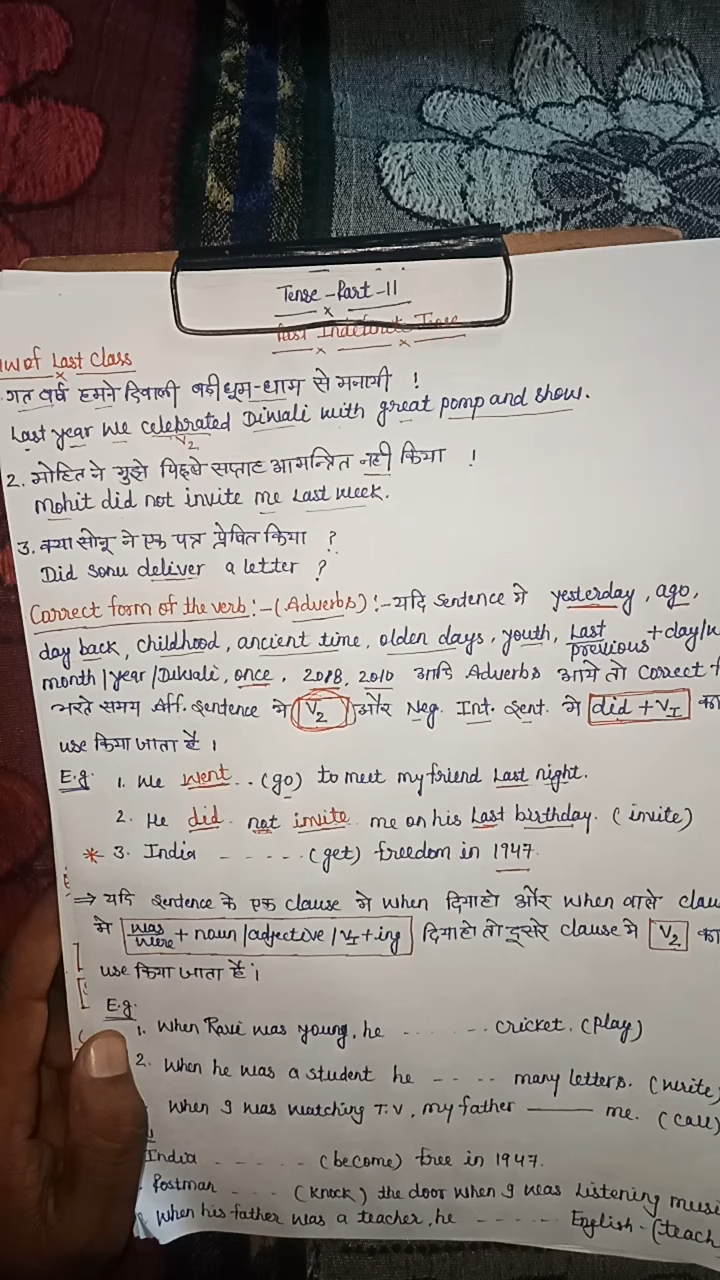 Tense - Part - II
Past Indefinite Tense
of Last Class
गत वर्ष हमने दिवाली बड़ी धूम-धाम से मनायी !
Last year we celebrated Diwali with great pomp and show.
V2
2. मोहित ने मुझे पिछले सप्ताह आमन्त्रित नही किया !
Mohit did not invite me Last week.
3. क्या सोनू ने एक पत्र प्रेषित किया ?
Did Sonu deliver a letter ?
Correct form of the verb :- (Adverbs) :- यदि sentence मे yesterday, ago,
day back, childhood, ancient time, olden days, youth, Last / previous + day/
month/year/Diwali, once, 2018, 2010 आदि Adverbs आये तो Correct
भरते समय Aff. sentence मे V2 और Neg. Int. Sent. मे did + V1 का
use किया जाता है।
E.g. 1. We went .. (go) to meet my friend Last night.
2. He did not invite me on his Last birthday. (invite)
* 3. India - - - - - (get) freedom in 1947.
⇒ यदि sentence के एक clause मे when दिया हो और when वाले
मे was/were + noun/adjective/V1+ing दिया हो तो दूसरे clause मे V2 का
use किया जाता है।
E.g.
1. When Ravi was young, he - - - - - cricket. (Play)
2. When he was a student he - - - - many letters. (write)
When I was watching T.V, my father ——— me. (call)
India - - - - - (become) free in 1947.
Postman - - - (Knock) the door when I was Listening
When his father was a teacher, he - - - - - English. (teach